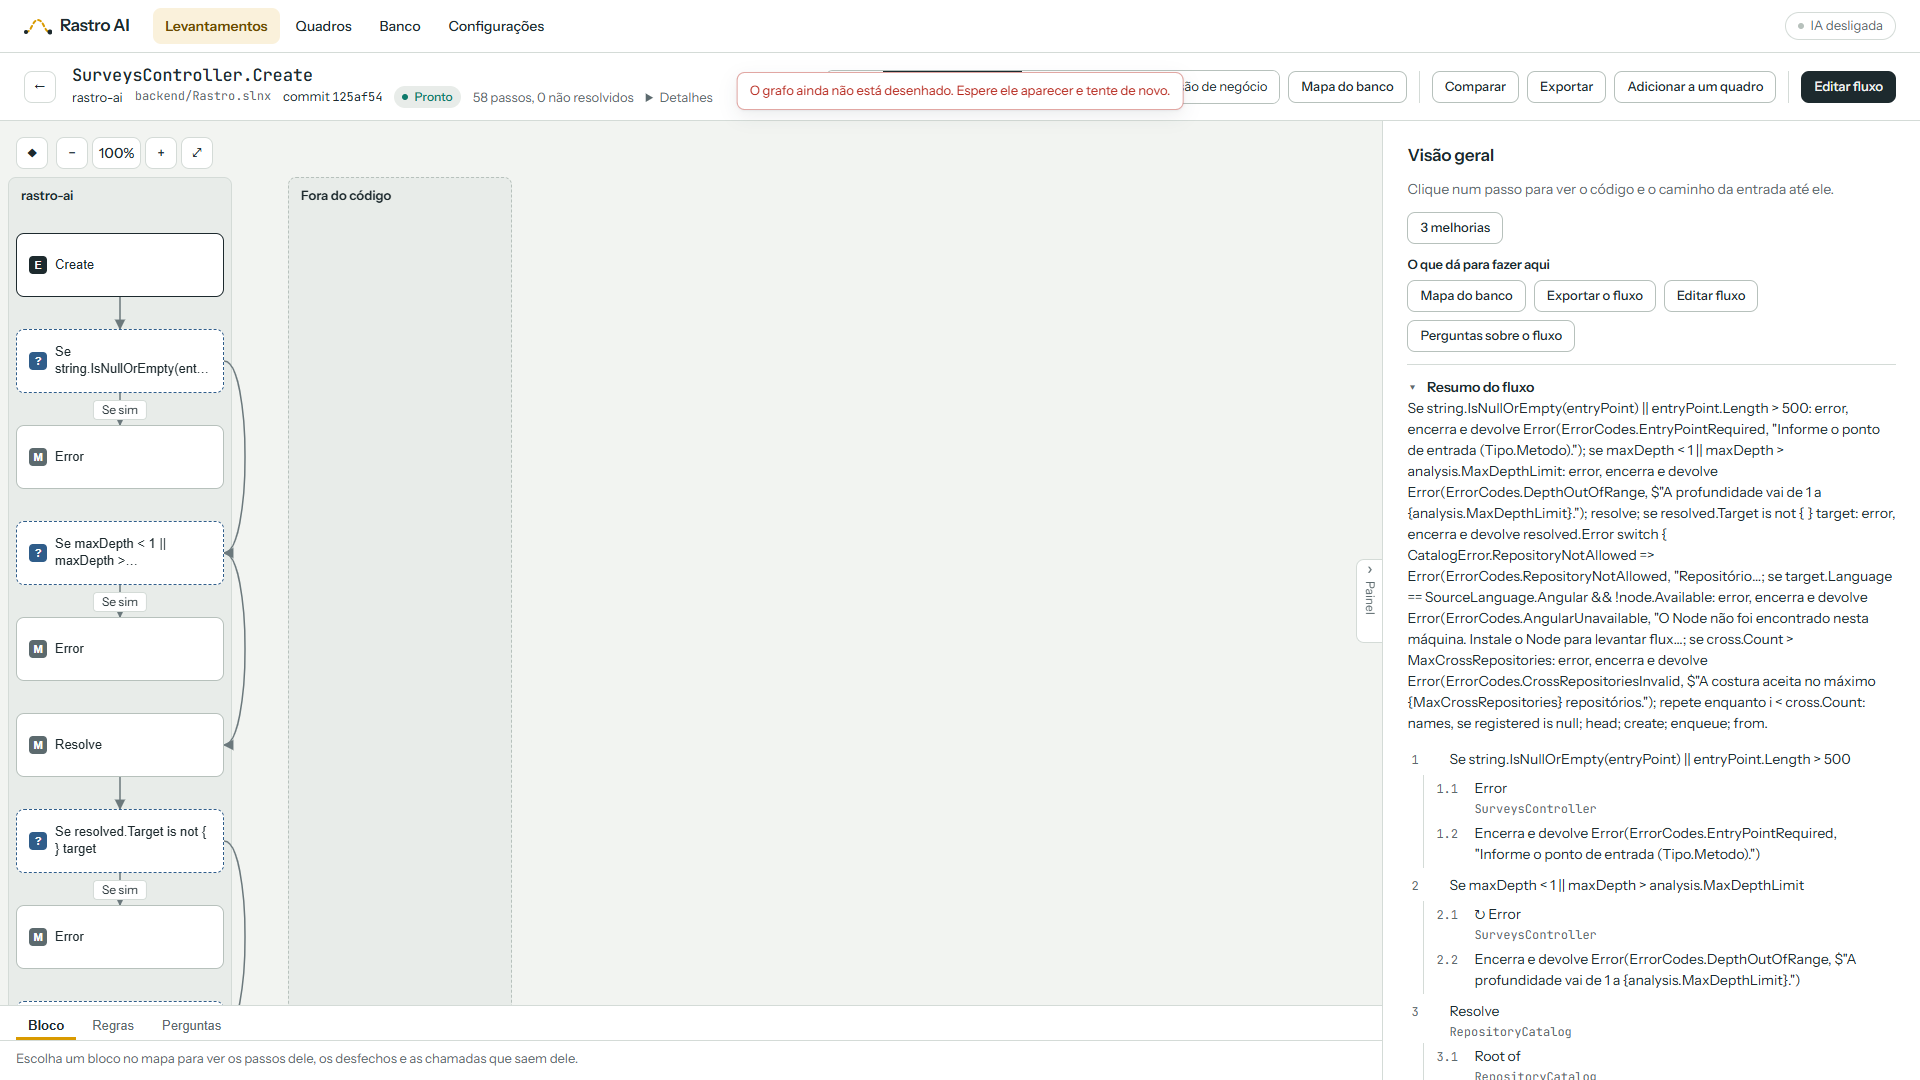 Rastro AI
Levantamentos
Quadros
Banco
Configurações
IA desligada
←
SurveysController.Create
rastro-ai
backend/Rastro.slnx
commit 125af54
Pronto
58 passos, 0 não resolvidos
Detalhes
O grafo ainda não está desenhado. Espere ele aparecer e tente de novo.
ão de negócio
Mapa do banco
Comparar
Exportar
Adicionar a um quadro
Editar fluxo
−
100%
+
rastro-ai
Fora do código
E Create
? Se
string.IsNullOrEmpty(ent...
Se sim
M Error
? Se maxDepth < 1 ||
maxDepth >...
Se sim
M Error
M Resolve
? Se resolved.Target is not {
} target
Se sim
M Error
Painel
Bloco
Regras
Perguntas
Escolha um bloco no mapa para ver os passos dele, os desfechos e as chamadas que saem dele.
Visão geral
Clique num passo para ver o código e o caminho da entrada até ele.
3 melhorias
O que dá para fazer aqui
Mapa do banco
Exportar o fluxo
Editar fluxo
Perguntas sobre o fluxo
Resumo do fluxo
Se string.IsNullOrEmpty(entryPoint) || entryPoint.Length > 500: error,
encerra e devolve Error(ErrorCodes.EntryPointRequired, "Informe o ponto
de entrada (Tipo.Metodo)."); se maxDepth < 1 || maxDepth >
analysis.MaxDepthLimit: error, encerra e devolve
Error(ErrorCodes.DepthOutOfRange, $"A profundidade vai de 1 a
{analysis.MaxDepthLimit}."); resolve; se resolved.Target is not { } target: error,
encerra e devolve resolved.Error switch {
CatalogError.RepositoryNotAllowed =>
Error(ErrorCodes.RepositoryNotAllowed, "Repositório...; se target.Language
== SourceLanguage.Angular && !node.Available: error, encerra e devolve
Error(ErrorCodes.AngularUnavailable, "O Node não foi encontrado nesta
máquina. Instale o Node para levantar flux...; se cross.Count >
MaxCrossRepositories: error, encerra e devolve
Error(ErrorCodes.CrossRepositoriesInvalid, $"A costura aceita no máximo
{MaxCrossRepositories} repositórios."); repete enquanto i < cross.Count:
names, se registered is null; head; create; enqueue; from.
1 Se string.IsNullOrEmpty(entryPoint) || entryPoint.Length > 500
1.1 Error
SurveysController
1.2 Encerra e devolve Error(ErrorCodes.EntryPointRequired,
"Informe o ponto de entrada (Tipo.Metodo).")
2 Se maxDepth < 1 || maxDepth > analysis.MaxDepthLimit
2.1 ↻ Error
SurveysController
2.2 Encerra e devolve Error(ErrorCodes.DepthOutOfRange, $"A
profundidade vai de 1 a {analysis.MaxDepthLimit}.")
3 Resolve
RepositoryCatalog
3.1 Root of
RepositoryCatalog